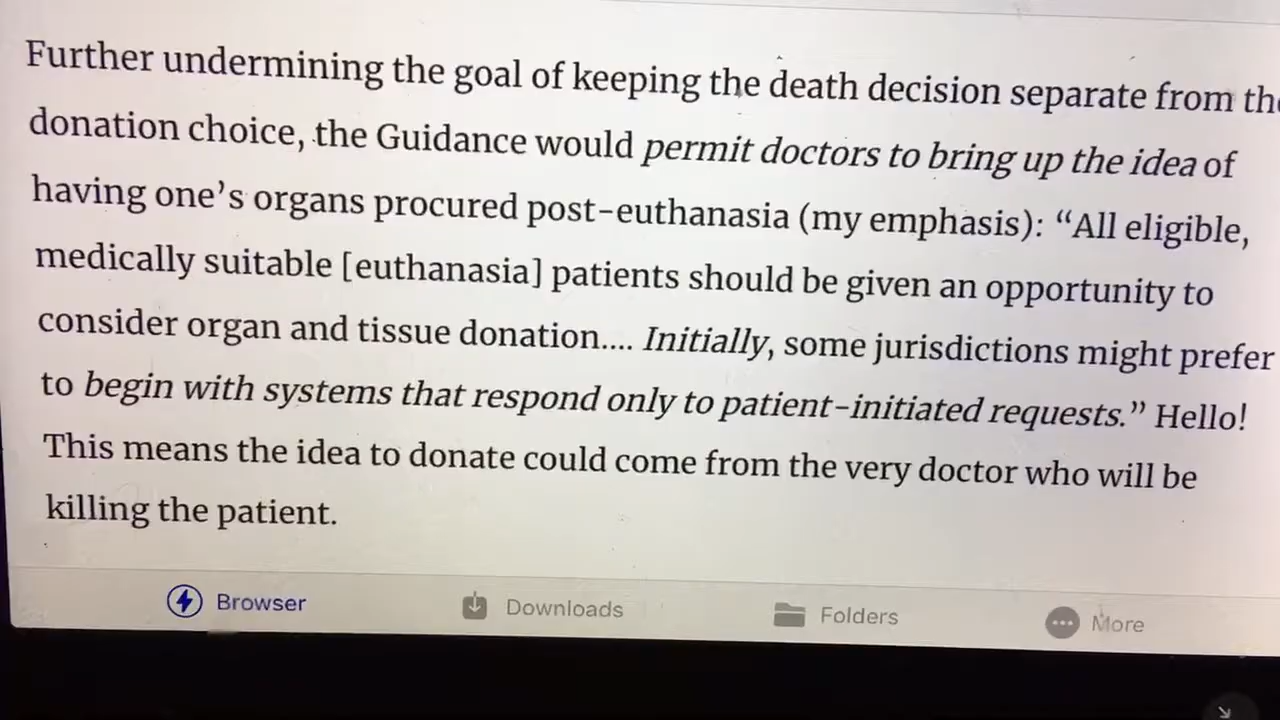 Further undermining the goal of keeping the death decision separate from the
donation choice, the Guidance would permit doctors to bring up the idea of
having one’s organs procured post-euthanasia (my emphasis): “All eligible,
medically suitable [euthanasia] patients should be given an opportunity to
consider organ and tissue donation.... Initially, some jurisdictions might prefer
to begin with systems that respond only to patient-initiated requests.” Hello!
This means the idea to donate could come from the very doctor who will be
killing the patient.
Browser Downloads Folders More